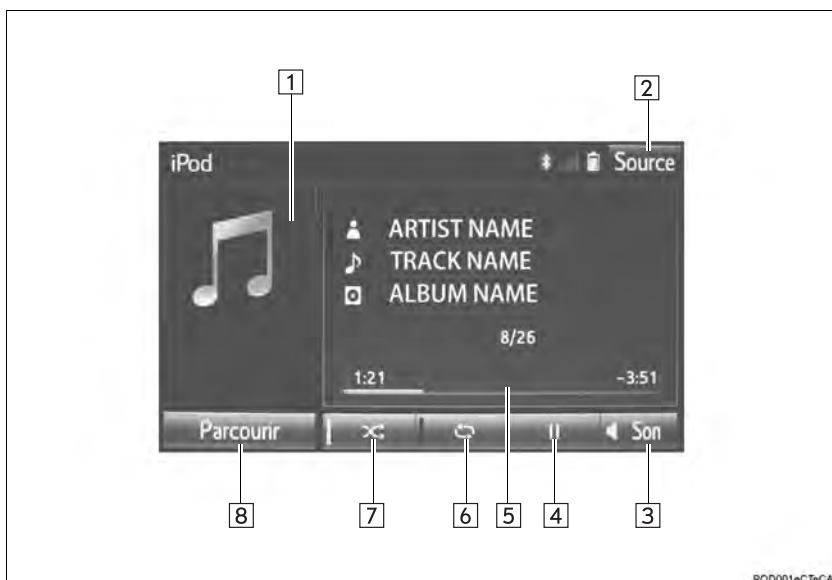 1
2
iPod
Source
ARTIST NAME
TRACK NAME
ALBUM NAME
8/26
1:21
-3:51
Parcourir
Son
8
7
6
5
4
3